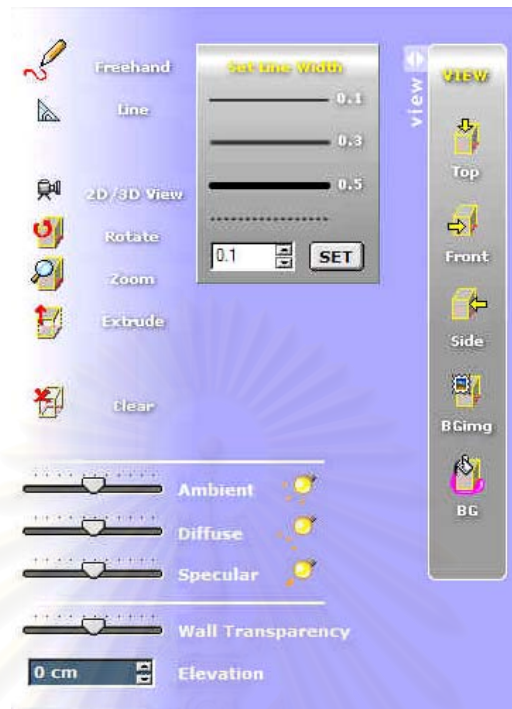 Freehand
Line
2D/3D View
Rotate
Zoom
Extrude
Clear
Set Line Width
0.1
0.3
0.5
0.1
SET
view
VIEW
Top
Front
Side
BGimg
BG
Ambient
Diffuse
Specular
Wall Transparency
0 cm
Elevation